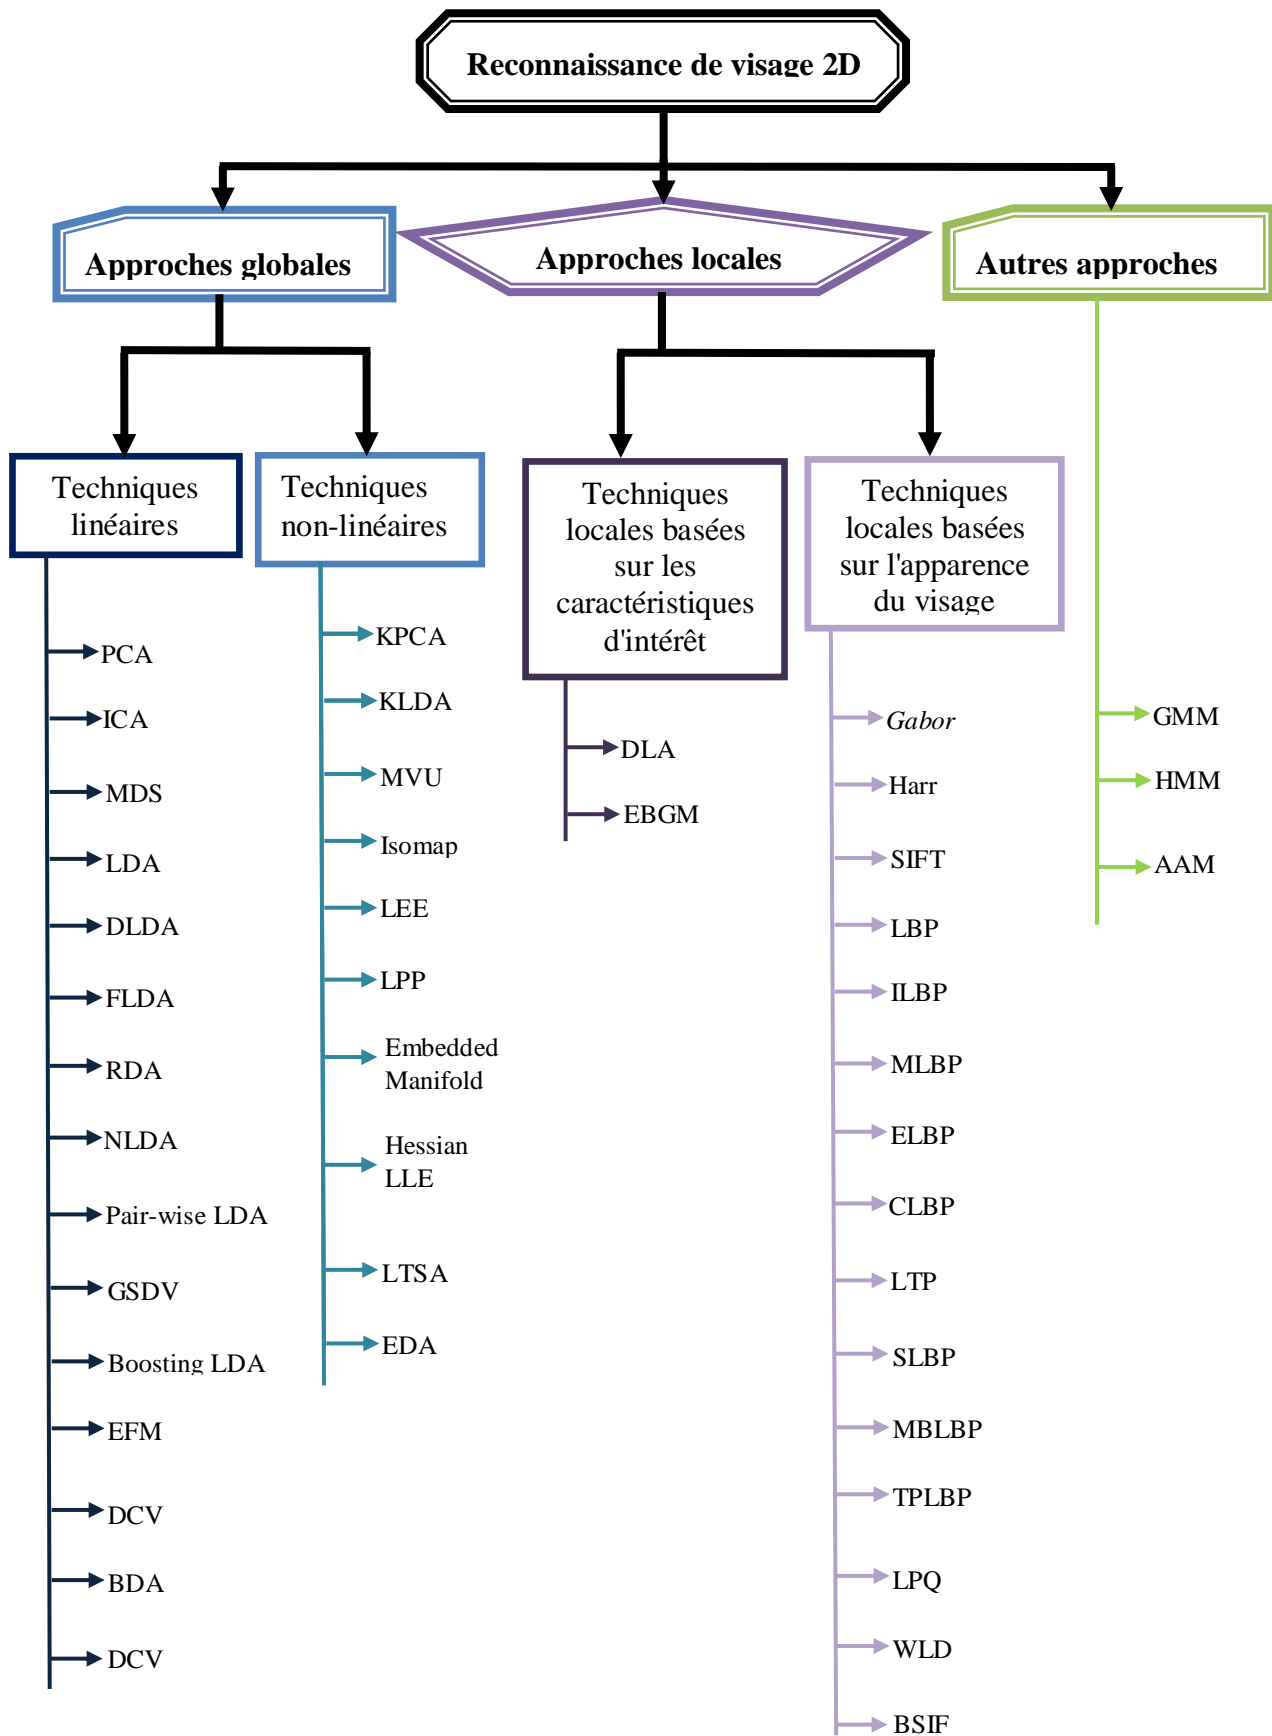 Reconnaissance de visage 2D
Approches globales
Approches locales
Autres approches
Techniques
linéaires
PCA
ICA
MDS
LDA
DLDA
FLDA
RDA
NLDA
Pair-wise LDA
GSDV
Boosting LDA
EFM
DCV
BDA
DCV
Techniques
non-linéaires
KPCA
KLDA
MVU
Isomap
LEE
LPP
Embedded
Manifold
Hessian
LLE
LTSA
EDA
Techniques
locales basées
sur les
caractéristiques
d'intérêt
DLA
EBGM
Techniques
locales basées
sur l'apparence
du visage
Gabor
Harr
SIFT
LBP
ILBP
MLBP
ELBP
CLBP
LTP
SLBP
MBLBP
TPLBP
LPQ
WLD
BSIF
GMM
HMM
AAM